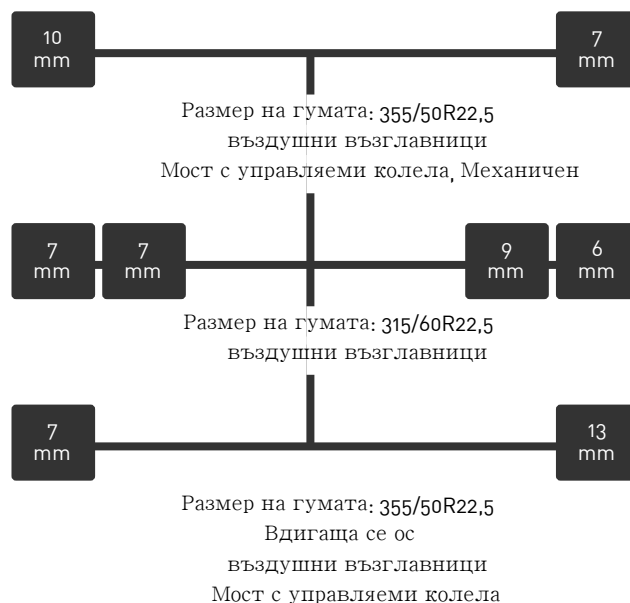 10 mm
7 mm
Размер на гумата: 355/50R22,5
въздушни възглавници
Мост с управляеми колела, Механичен
7 mm
7 mm
9 mm
6 mm
Размер на гумата: 315/60R22,5
въздушни възглавници
7 mm
13 mm
Размер на гумата: 355/50R22,5
Вдигаща се ос
въздушни възглавници
Мост с управляеми колела